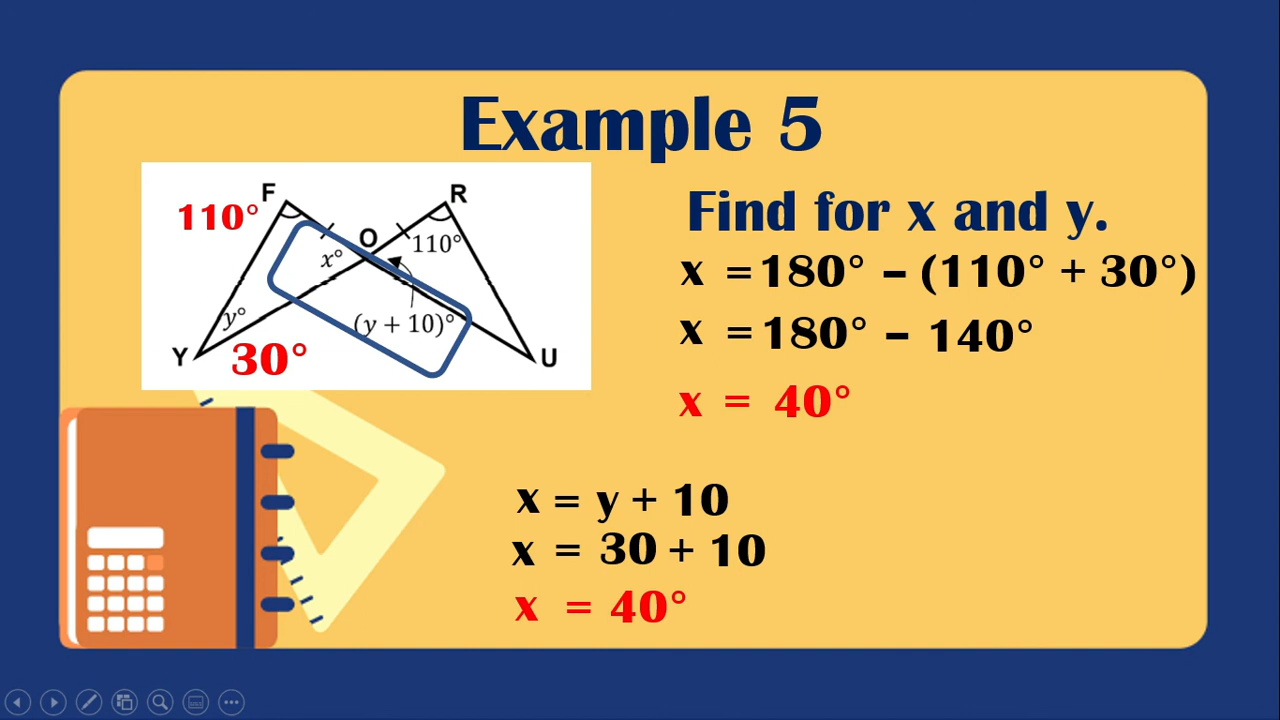 Example 5
F
R
110°
O
x°
110°
y°
(y + 10)°
Y
30°
U
Find for x and y.
x = 180° – (110° + 30°)
x = 180° – 140°
x = 40°
x = y + 10
x = 30 + 10
x = 40°